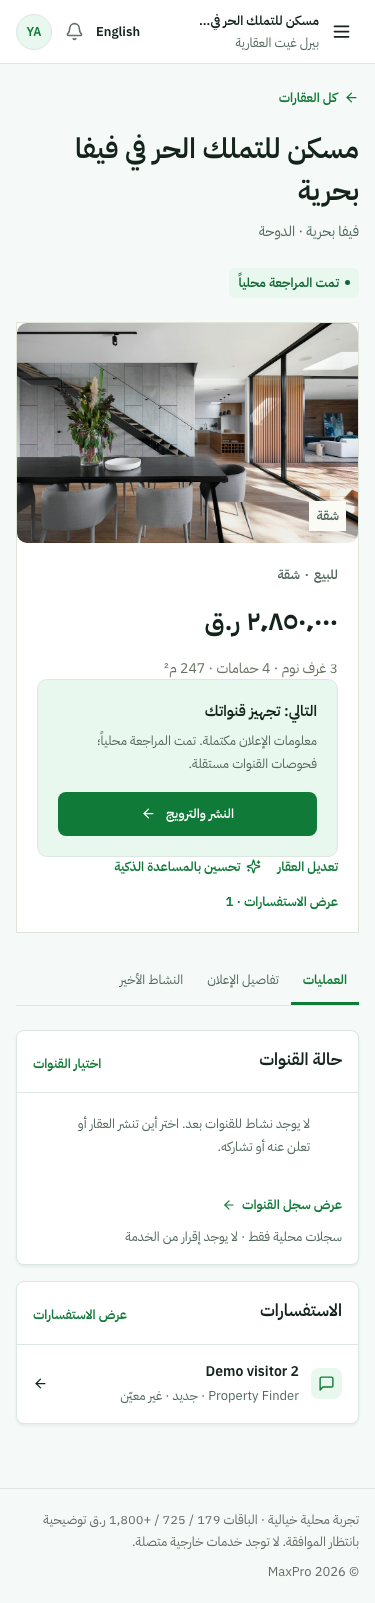 مسكن للتملك الحر في...
بيرل غيت العقارية
English
YA
كل العقارات
مسكن للتملك الحر في فيفا
بحرية
فيفا بحرية · الدوحة
تمت المراجعة محلياً
شقة
للبيع · شقة
٢,٨٥٠,٠٠٠ ر.ق
3 غرف نوم · 4 حمامات · 247 م²
التالي: تجهيز قنواتك
معلومات الإعلان مكتملة. تمت المراجعة محلياً؛
فحوصات القنوات مستقلة.
النشر والترويج
تعديل العقار
تحسين بالمساعدة الذكية
عرض الاستفسارات · 1
العمليات
تفاصيل الإعلان
النشاط الأخير
حالة القنوات
اختيار القنوات
لا يوجد نشاط للقنوات بعد. اختر أين تنشر العقار أو
تعلن عنه أو تشاركه.
عرض سجل القنوات
سجلات محلية فقط · لا يوجد إقرار من الخدمة
الاستفسارات
عرض الاستفسارات
Demo visitor 2
Property Finder · جديد · غير معيّن
تجربة محلية خيالية · الباقات 179 / 725 / +1,800 ر.ق توضيحية
بانتظار الموافقة. لا توجد خدمات خارجية متصلة.
© 2026 MaxPro